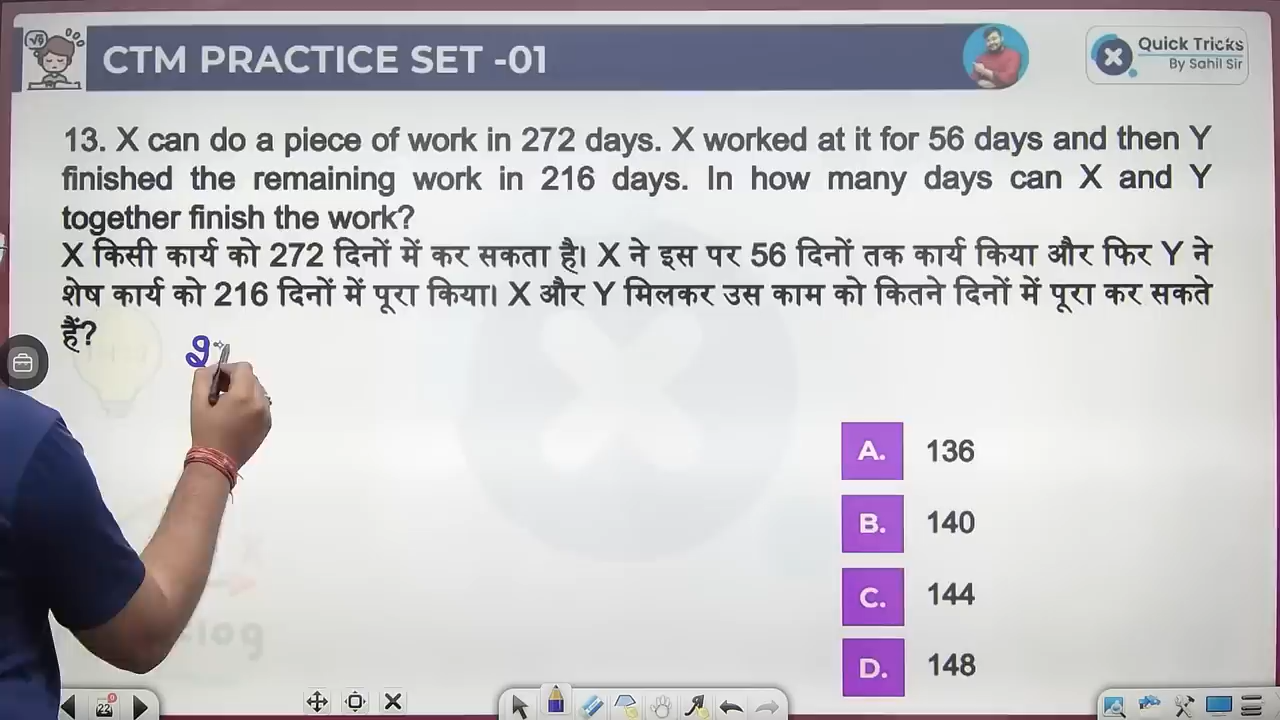 CTM PRACTICE SET -01
Quick Tricks
By Sahil Sir
13. X can do a piece of work in 272 days. X worked at it for 56 days and then Y
finished the remaining work in 216 days. In how many days can X and Y
together finish the work?
X किसी कार्य को 272 दिनों में कर सकता है। X ने इस पर 56 दिनों तक कार्य किया और फिर Y ने
शेष कार्य को 216 दिनों में पूरा किया। X और Y मिलकर उस काम को कितने दिनों में पूरा कर सकते
हैं?
A. 136
B. 140
C. 144
D. 148